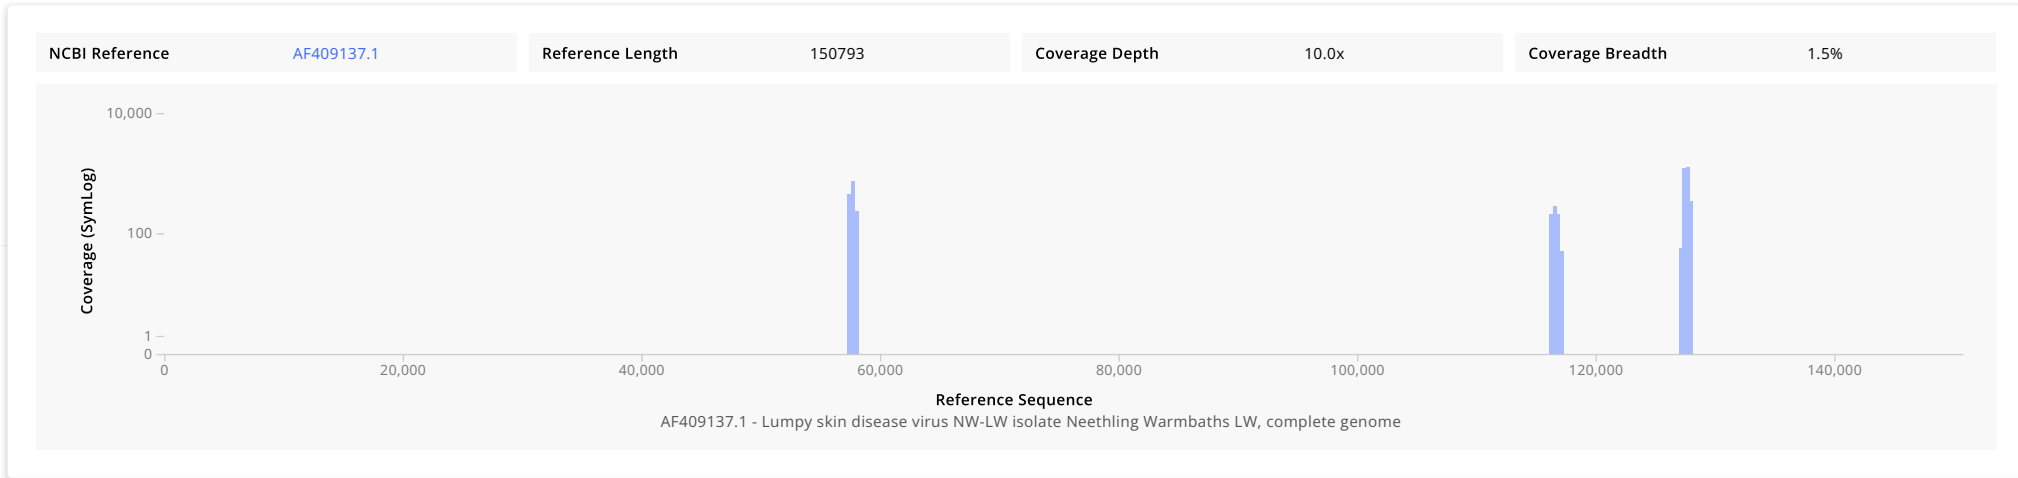 NCBI Reference AF409137.1 Reference Length 150793 Coverage Depth 10.0x Coverage Breadth 1.5%
10,000
100
1
0
Coverage (SymLog)
0 20,000 40,000 60,000 80,000 100,000 120,000 140,000
Reference Sequence
AF409137.1 - Lumpy skin disease virus NW-LW isolate Neethling Warmbaths LW, complete genome